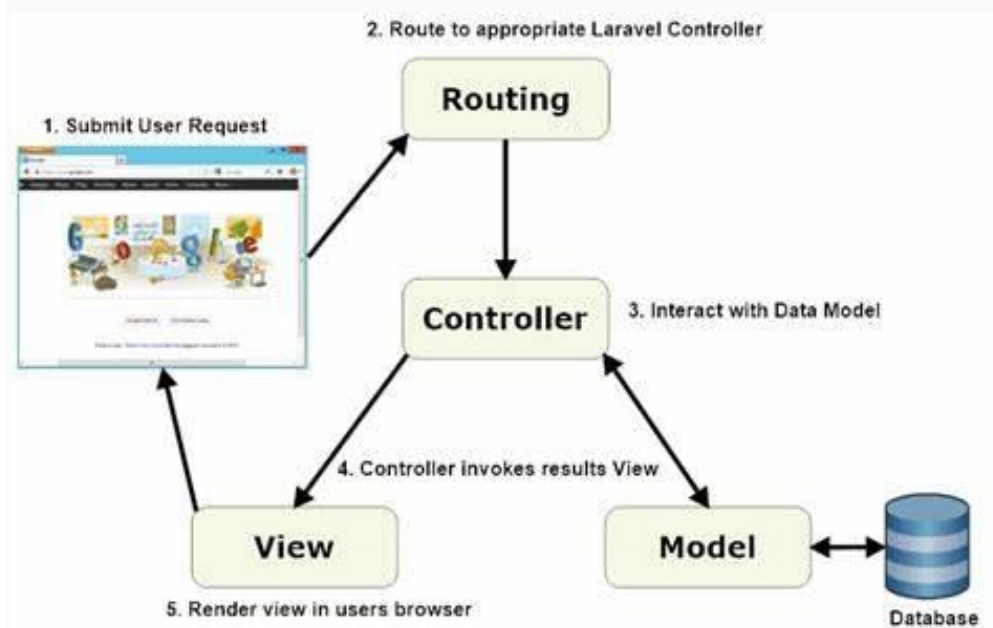 2. Route to appropriate Laravel Controller
Routing
1. Submit User Request
Controller
3. Interact with Data Model
4. Controller invokes results View
View
Model
5. Render view in users browser
Database